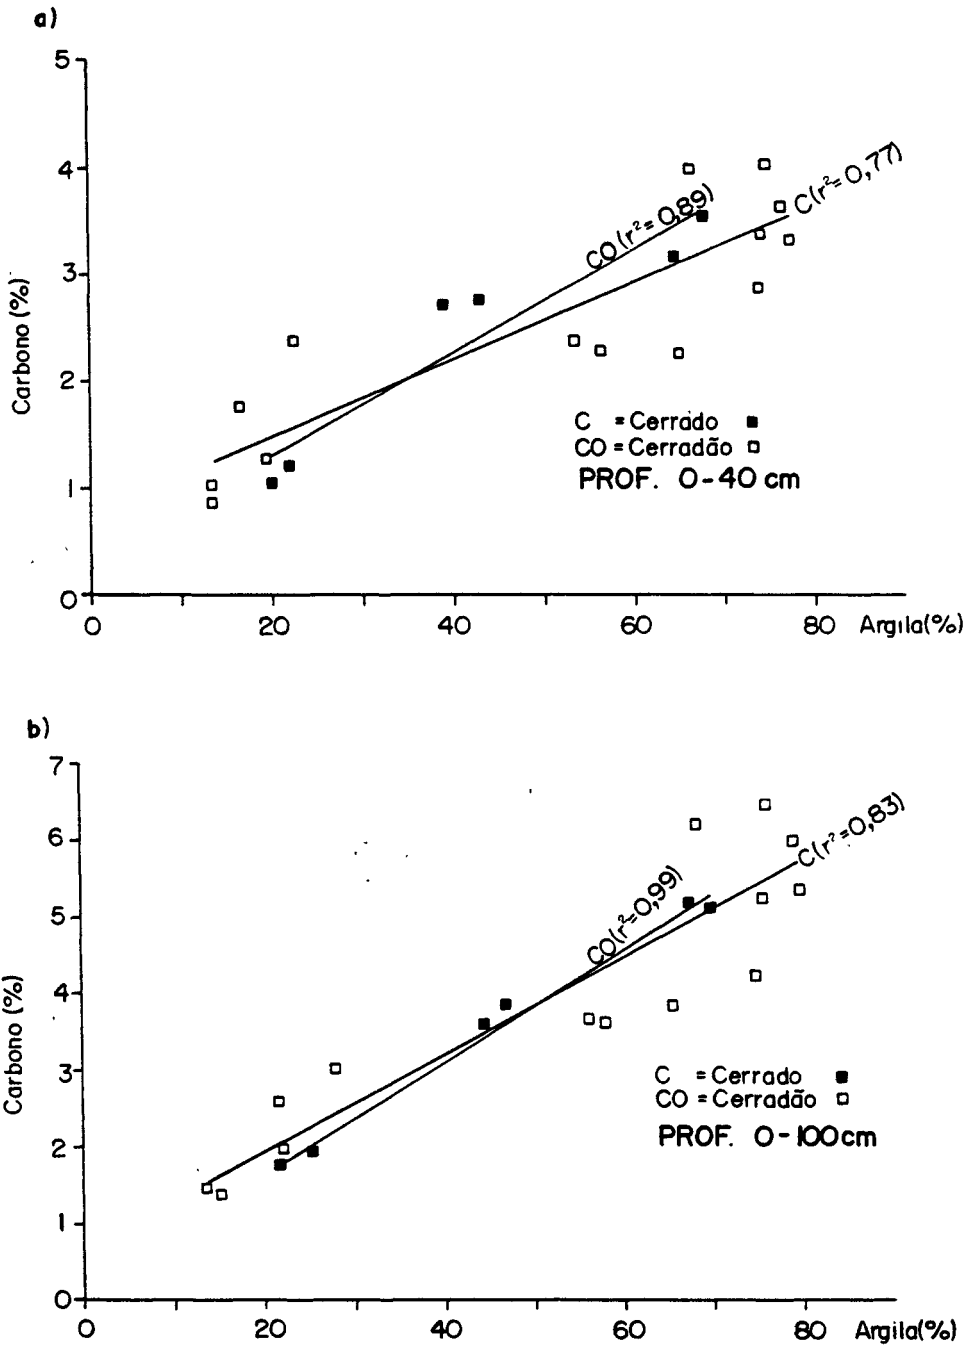 a)
5
4
3
2
1
0
Carbono (%)
CO (r²= 0,89)
C (r²= 0,77)
C = Cerrado ■
CO = Cerradão □
PROF. 0-40 cm
0 20 40 60 80 Argila(%)
b)
7
6
5
4
3
2
1
0
Carbono (%)
CO (r²=0,99)
C (r²=0,83)
C = Cerrado ■
CO = Cerradão □
PROF. 0-100cm
0 20 40 60 80 Argila(%)